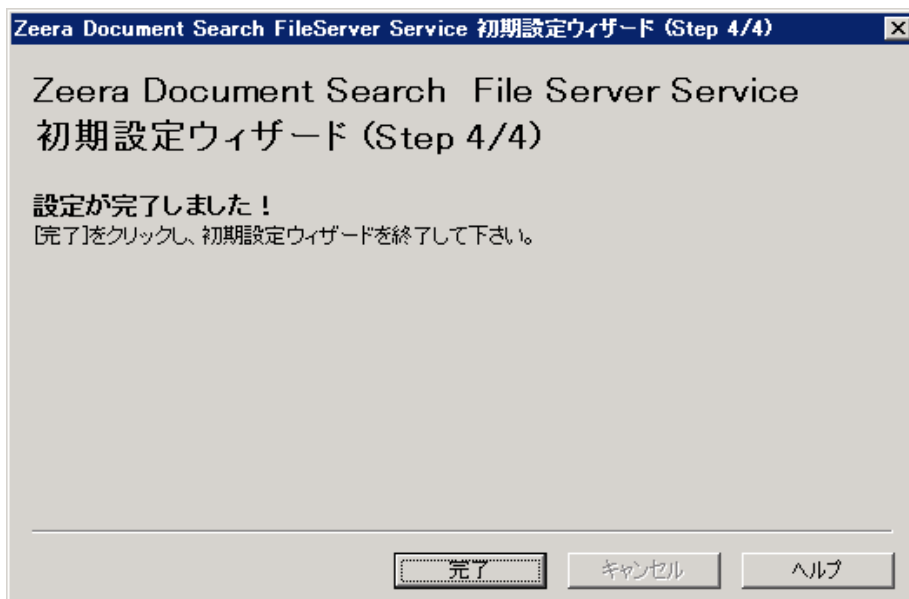 Zeera Document Search FileServer Service 初期設定ウィザード (Step 4/4)
Zeera Document Search File Server Service
初期設定ウィザード (Step 4/4)
設定が完了しました！
[完了]をクリックし、初期設定ウィザードを終了して下さい。
完了 キャンセル ヘルプ